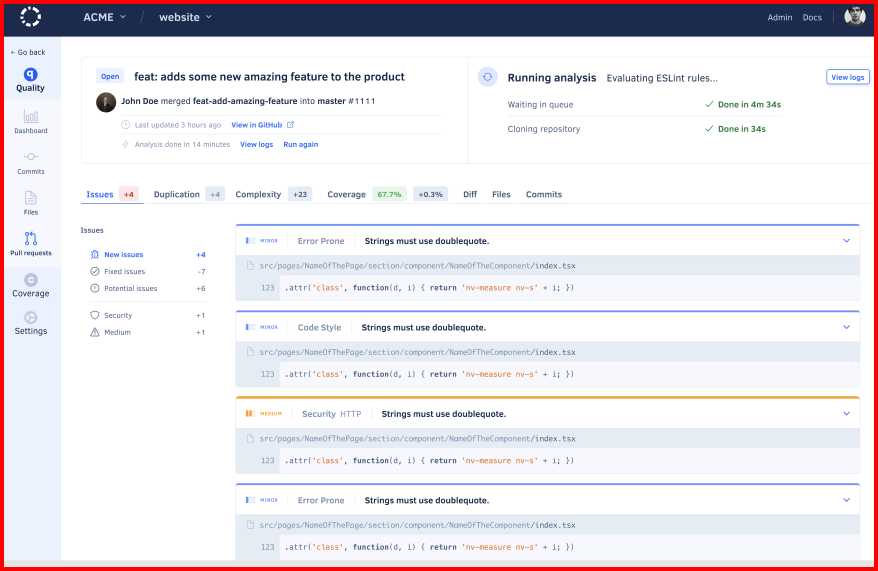 ACME / website
Admin Docs
Go back
Quality
Dashboard
Commits
Files
Pull requests
Coverage
Settings
Open feat: adds some new amazing feature to the product
John Doe merged feat-add-amazing-feature into master #1111
Last updated 3 hours ago View in GitHub
Analysis done in 14 minutes View logs Run again
Running analysis Evaluating ESLint rules... View logs
Waiting in queue Done in 4m 34s
Cloning repository Done in 34s
Issues +4 Duplication +4 Complexity +23 Coverage 67.7% +0.3% Diff Files Commits
Issues
New issues +4
Fixed issues -7
Potential issues +6
Security +1
Medium +1
MINOR Error Prone Strings must use doublequote.
src/pages/NameOfThePage/section/component/NameOfTheComponent/index.tsx
123 .attr('class', function(d, i) { return 'nv-measure nv-s' + i; })
MINOR Code Style Strings must use doublequote.
src/pages/NameOfThePage/section/component/NameOfTheComponent/index.tsx
123 .attr('class', function(d, i) { return 'nv-measure nv-s' + i; })
MEDIUM Security HTTP Strings must use doublequote.
src/pages/NameOfThePage/section/component/NameOfTheComponent/index.tsx
123 .attr('class', function(d, i) { return 'nv-measure nv-s' + i; })
MINOR Error Prone Strings must use doublequote.
src/pages/NameOfThePage/section/component/NameOfTheComponent/index.tsx
123 .attr('class', function(d, i) { return 'nv-measure nv-s' + i; })